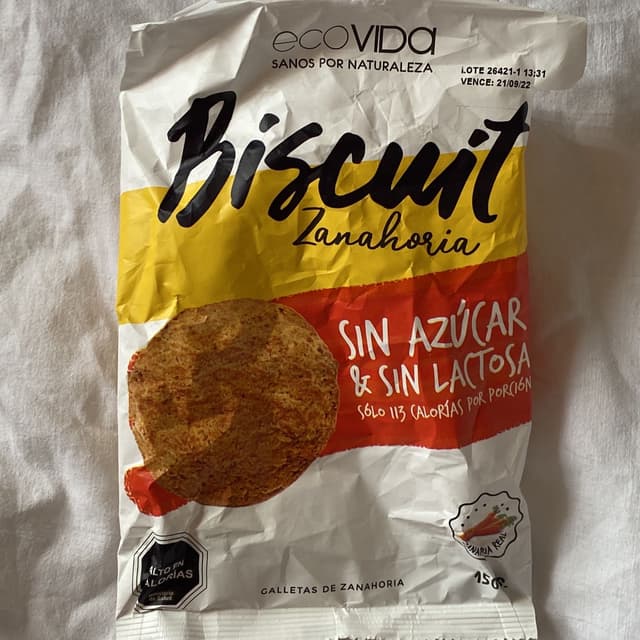 ecoVIDA
SANOS POR NATURALEZA
LOTE 26421-1 13:31
VENCE: 21/09/22
Biscuit
Zanahoria
SIN AZÚCAR
& SIN LACTOSA
SÓLO 113 CALORÍAS POR PORCIÓN
ALTO EN
CALORÍAS
REAL
GALLETAS DE ZANAHORIA